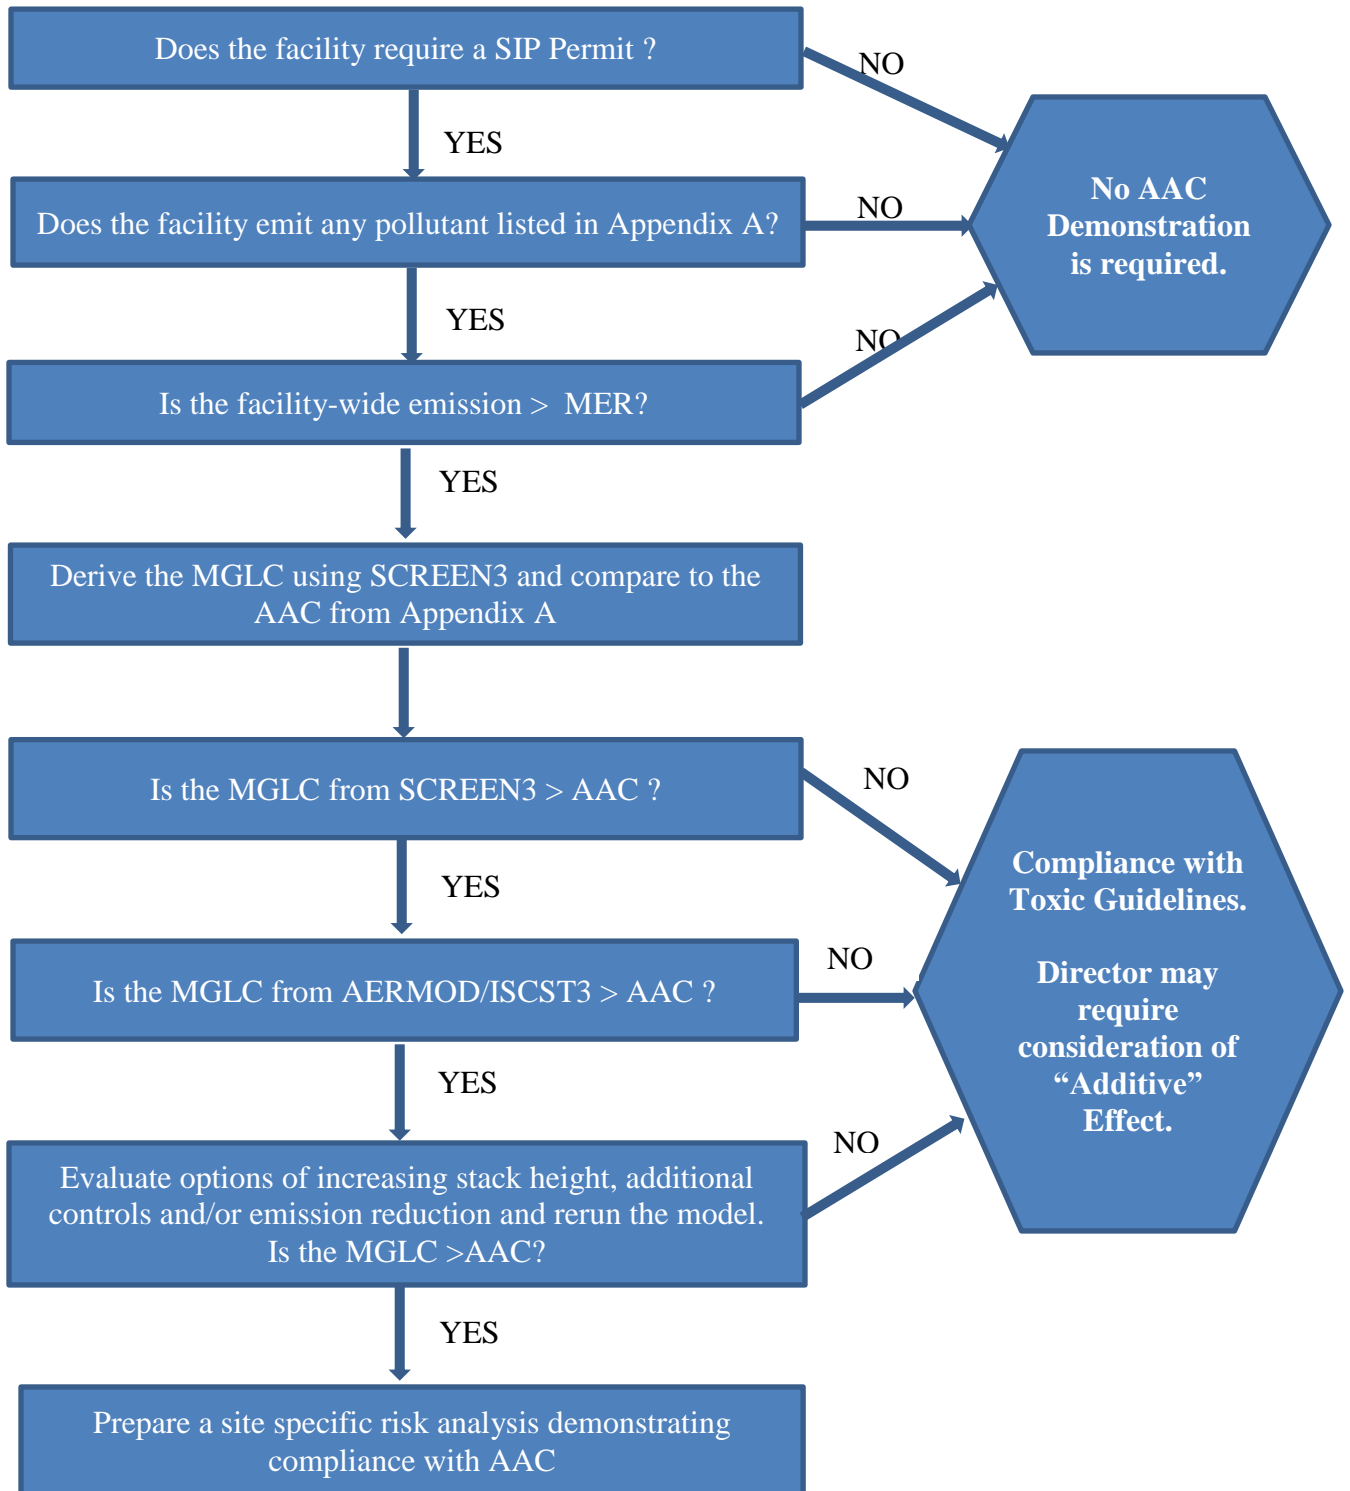 Does the facility require a SIP Permit ?
NO
YES
No AAC
Demonstration
is required.
Does the facility emit any pollutant listed in Appendix A?
NO
YES
NO
Is the facility-wide emission > MER?
YES
Derive the MGLC using SCREEN3 and compare to the
AAC from Appendix A
Is the MGLC from SCREEN3 > AAC ?
NO
YES
Compliance with
Toxic Guidelines.
Director may
require
consideration of
“Additive”
Effect.
Is the MGLC from AERMOD/ISCST3 > AAC ?
NO
YES
Evaluate options of increasing stack height, additional
controls and/or emission reduction and rerun the model.
Is the MGLC >AAC?
NO
YES
Prepare a site specific risk analysis demonstrating
compliance with AAC